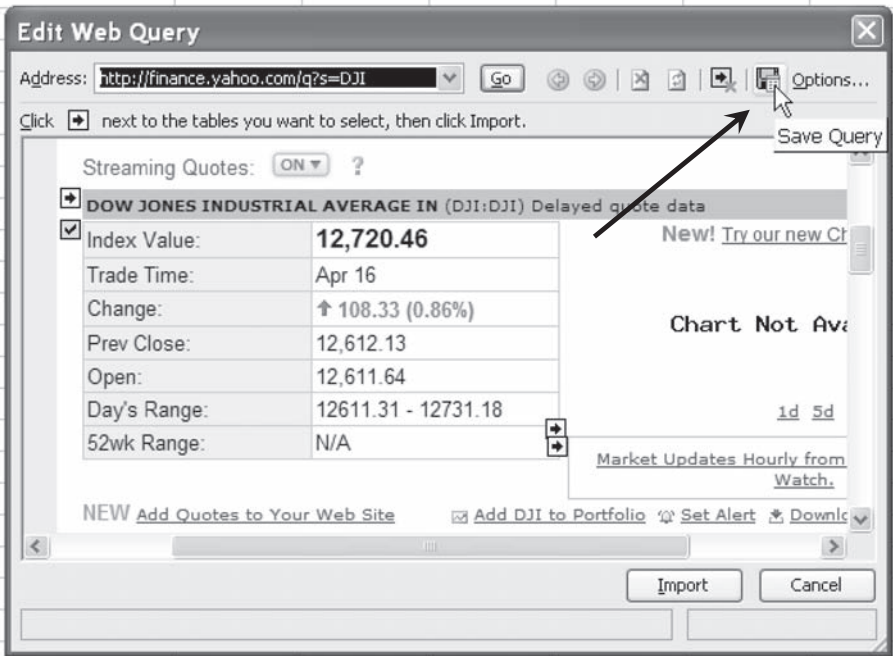 Edit Web Query
Address: http://finance.yahoo.com/q?s=DJI Go Options...
Click next to the tables you want to select, then click Import.
Save Query
Streaming Quotes: ON ?
DOW JONES INDUSTRIAL AVERAGE IN (DJI:DJI) Delayed quote data
Index Value: 12,720.46
New! Try our new Ch
Trade Time: Apr 16
Change: 108.33 (0.86%)
Chart Not Ava
Prev Close: 12,612.13
Open: 12,611.64
Day's Range: 12611.31 - 12731.18
1d 5d
52wk Range: N/A
Market Updates Hourly from
Watch.
NEW Add Quotes to Your Web Site Add DJI to Portfolio Set Alert Downlo
Import Cancel